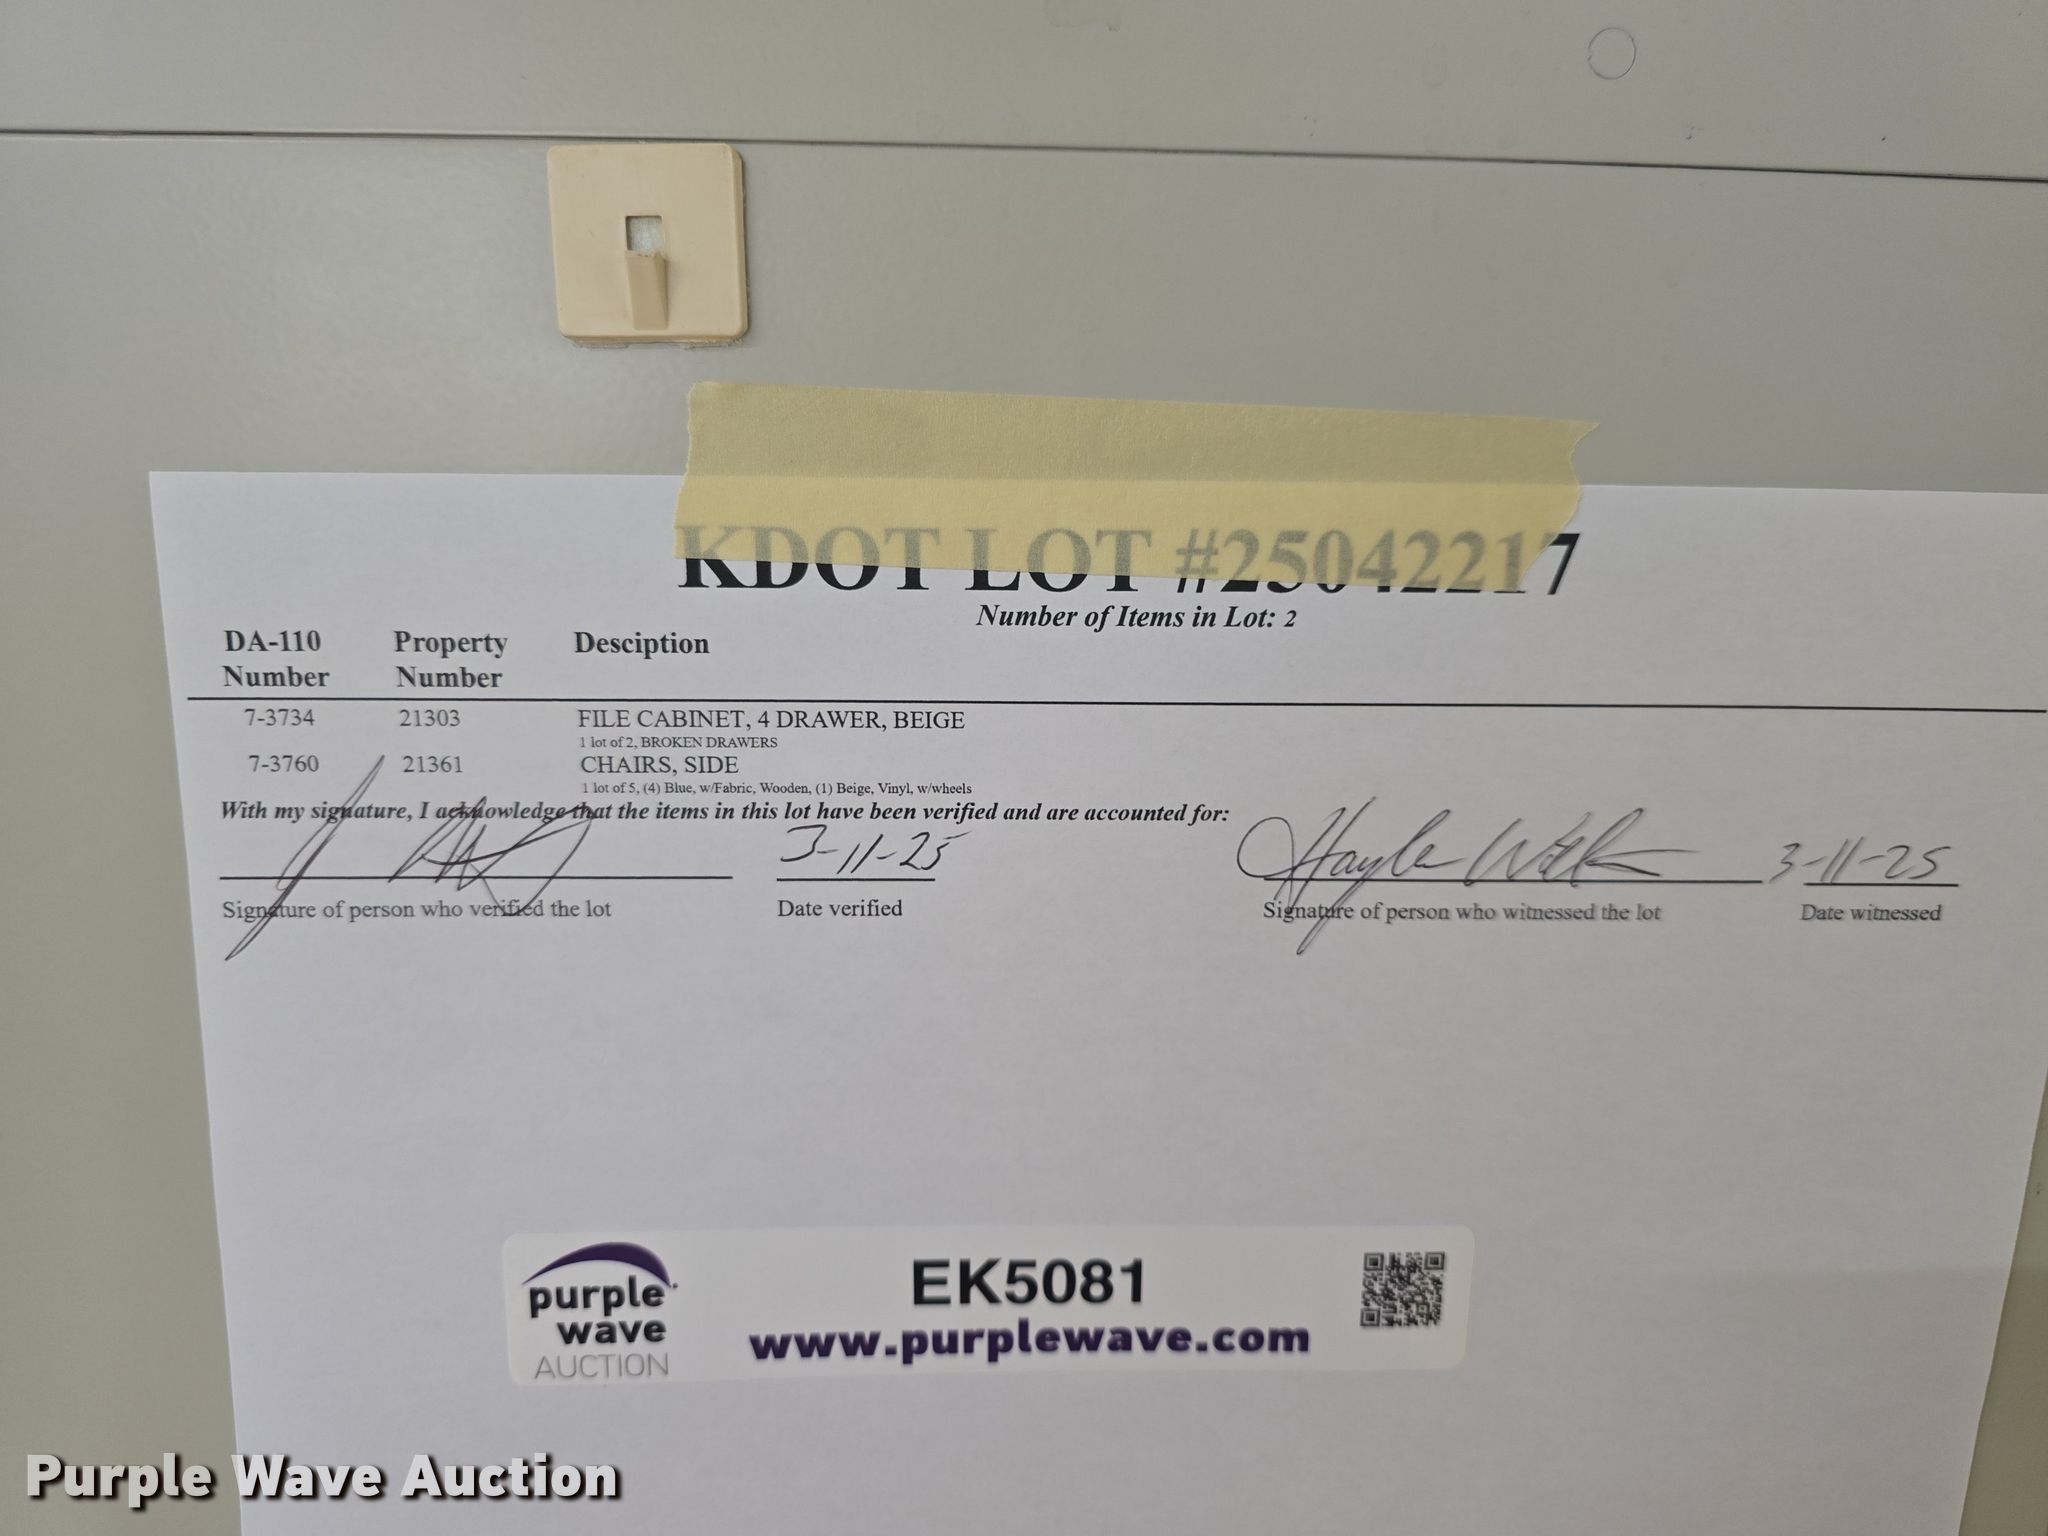 KDOT LOT #25042217
Number of Items in Lot: 2
DA-110 Number Property Number Desciption
7-3734 21303 FILE CABINET, 4 DRAWER, BEIGE
1 lot of 2, BROKEN DRAWERS
7-3760 21361 CHAIRS, SIDE
1 lot of 5, (4) Blue, w/Fabric, Wooden, (1) Beige, Vinyl, w/wheels
With my signature, I acknowledge that the items in this lot have been verified and are accounted for:
3-11-25 3-11-25
Signature of person who verified the lot Date verified Signature of person who witnessed the lot Date witnessed
purple wave AUCTION
EK5081
www.purplewave.com
Purple Wave Auction